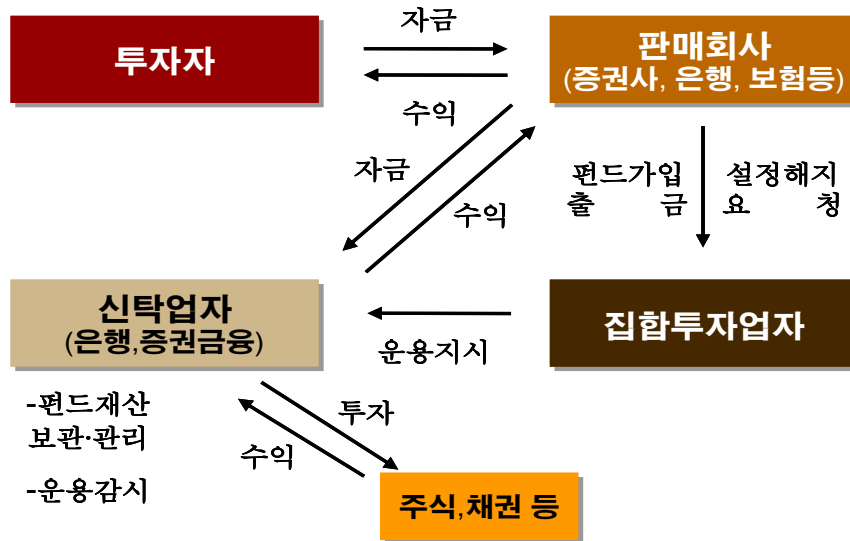 자금
투자자
판매회사
(증권사, 은행, 보험등)
수익
자금
수익
펀드가입 설정해지
출 금 요 청
신탁업자
(은행,증권금융)
집합투자업자
운용지시
-펀드재산
보관·관리
-운용감시
투자
수익
주식,채권 등